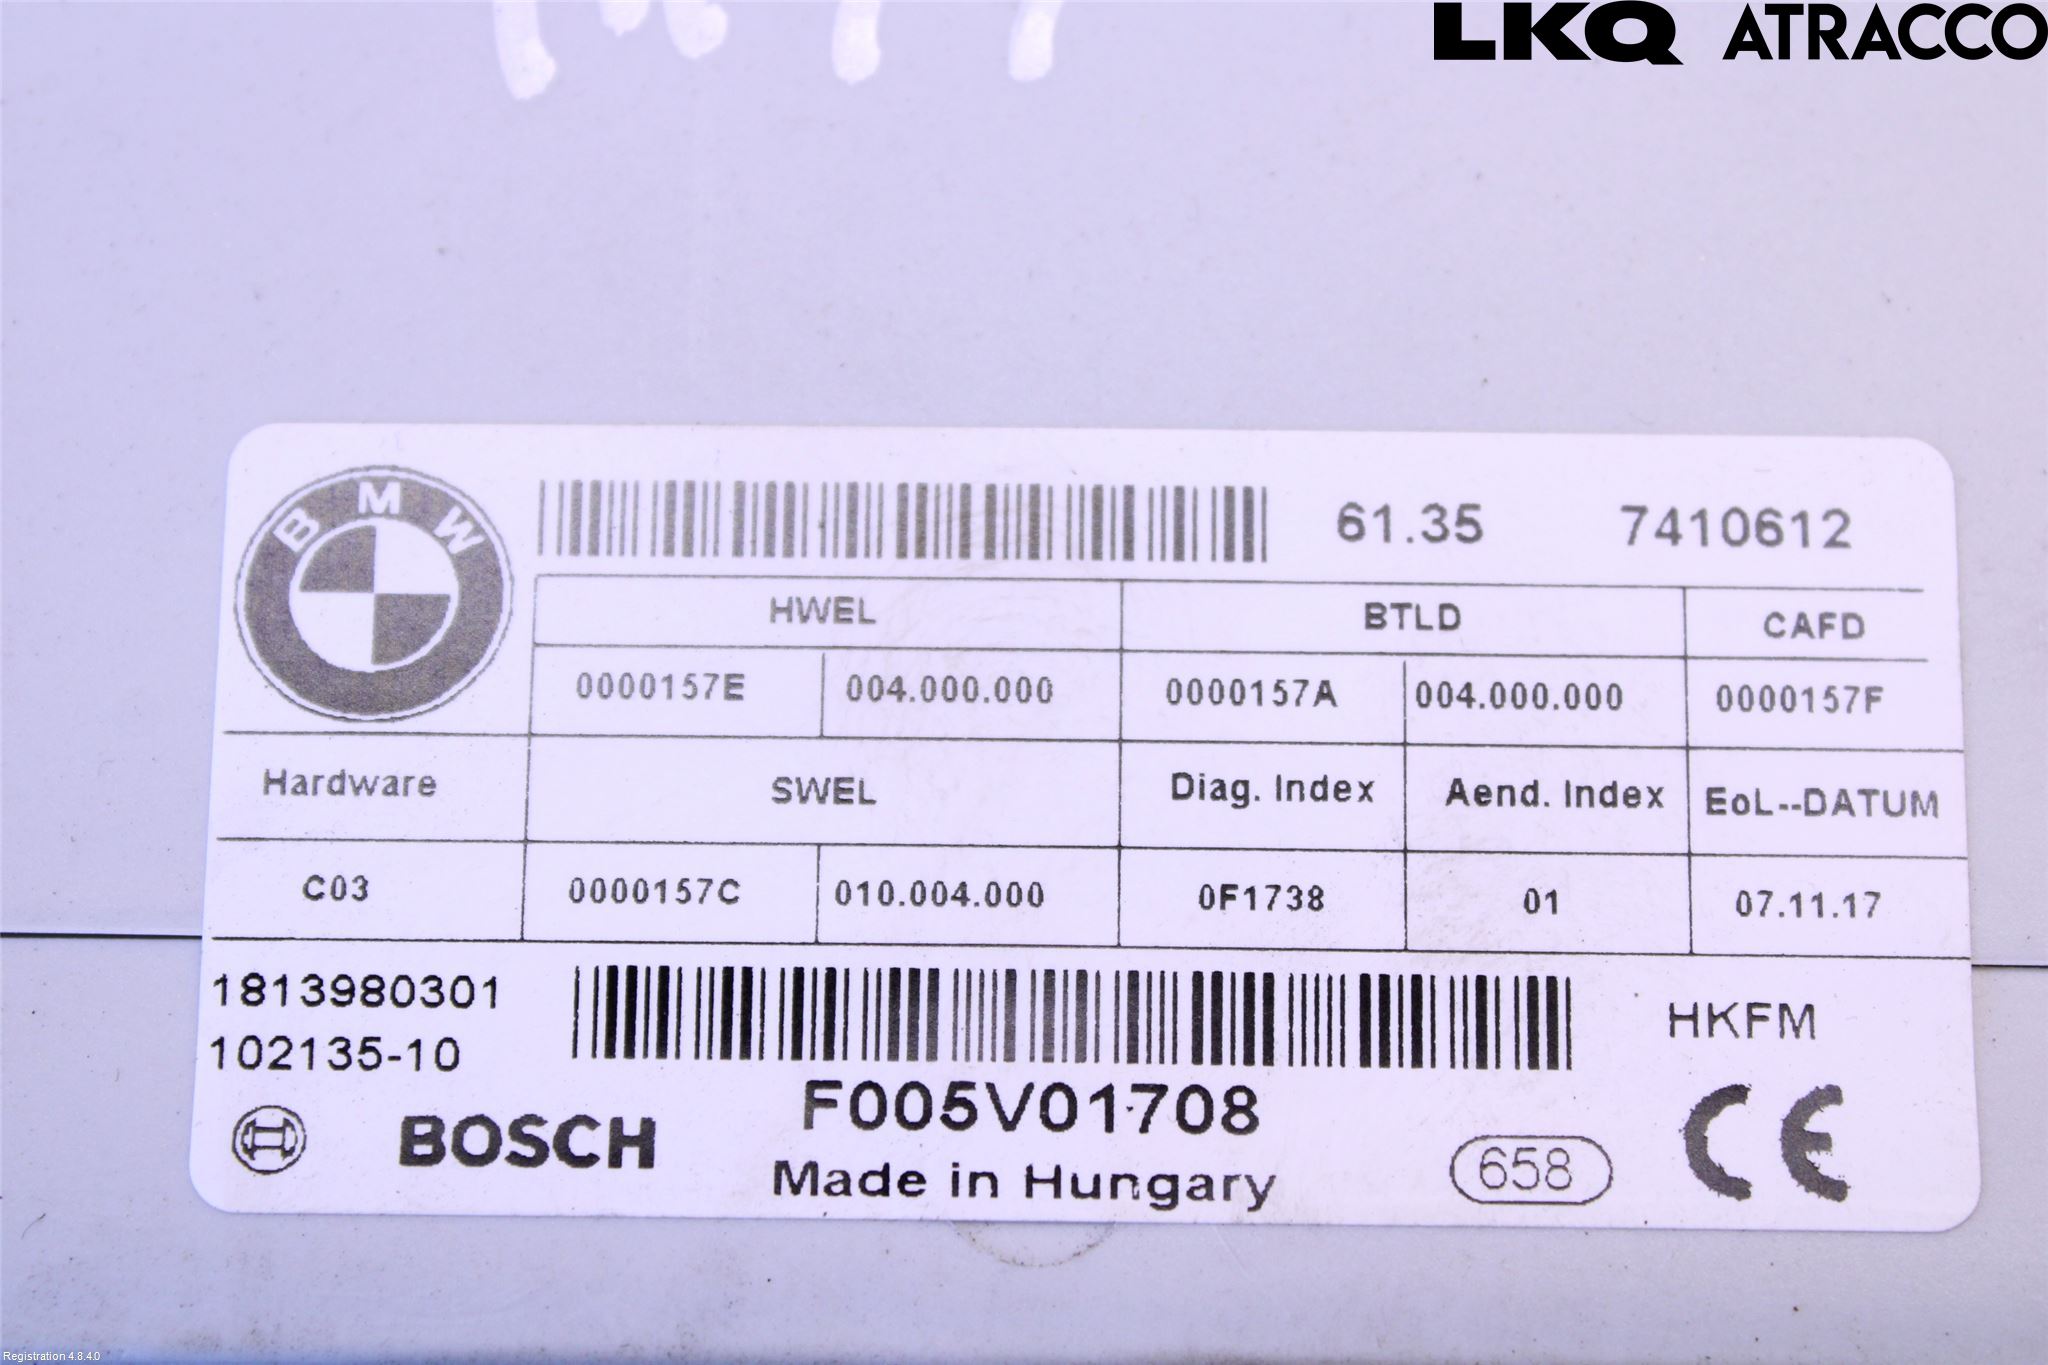 LKQ ATRACCO
BMW
61.35 7410612
HWEL BTLD CAFD
0000157E 004.000.000 0000157A 004.000.000 0000157F
Hardware SWEL Diag. Index Aend. Index EoL--DATUM
C03 0000157C 010.004.000 0F1738 01 07.11.17
1813980301
HKFM
102135-10
F005V01708
BOSCH
Made in Hungary
658
CE
Registration 4.8.4.0